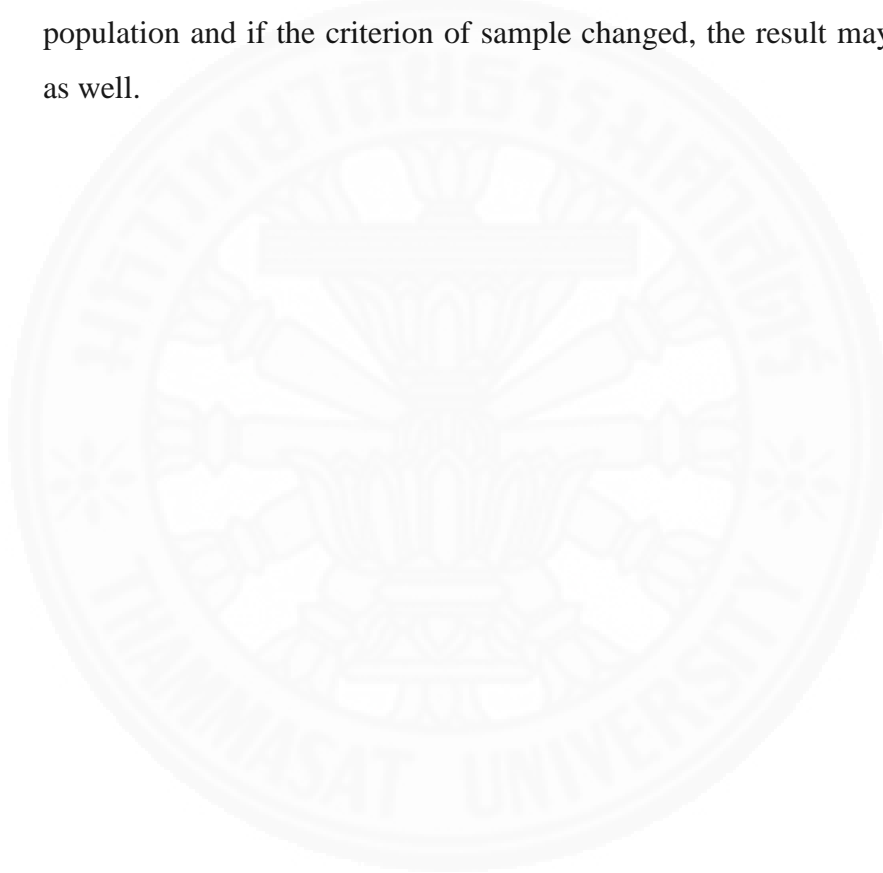 population and if the criterion of sample changed, the result may
as well.
มหาวิทยาลัยธรรมศาสตร์
THAMMASAT UNIVERSITY